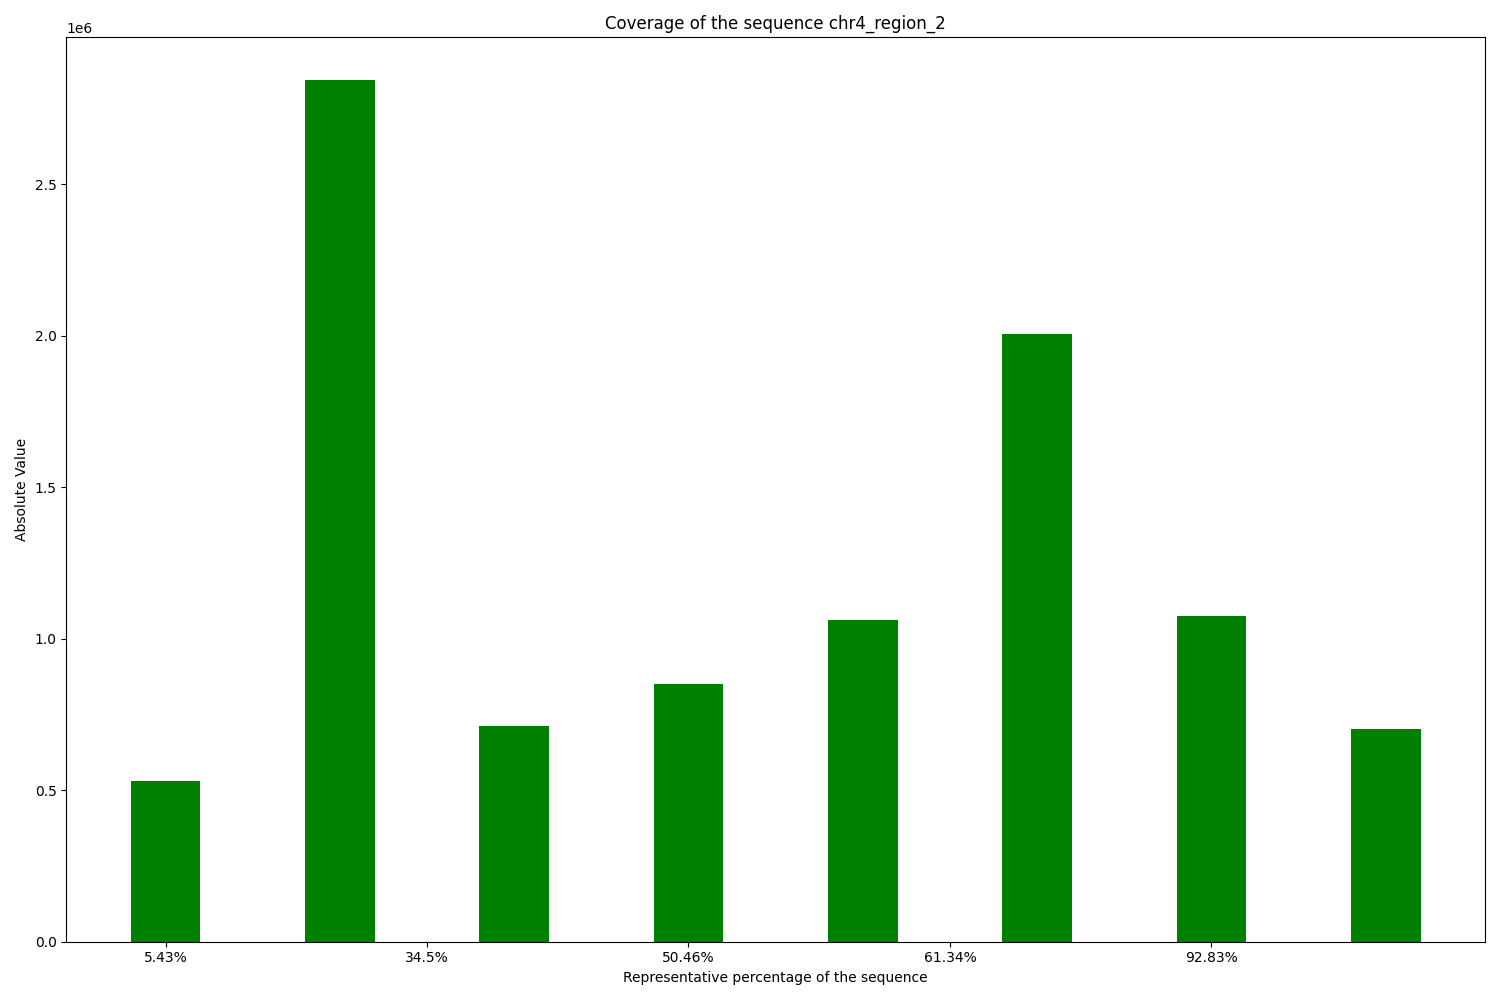 Coverage of the sequence chr4_region_2
1e6
2.5
2.0
1.5
1.0
0.5
0.0
Absolute Value
5.43% 34.5% 50.46% 61.34% 92.83%
Representative percentage of the sequence